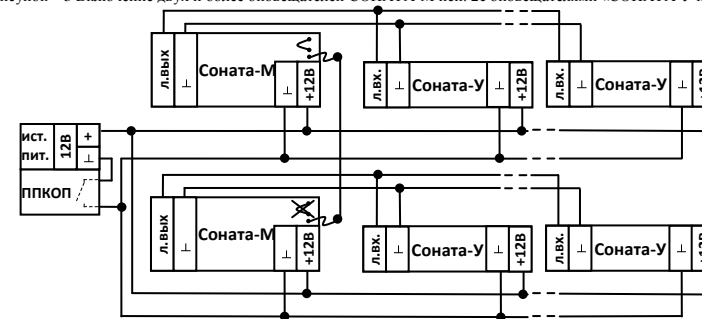 л.вых ⊥ Соната-М ⊥ +12В
л.вх. ⊥ Соната-У ⊥ +12В
л.вх. ⊥ Соната-У ⊥
ист. пит. 12В + ⊥
ППКОП
л.вых ⊥ Соната-М ⊥ +12В
л.вх. ⊥ Соната-У ⊥ +12В
л.вх. ⊥ Соната-У ⊥